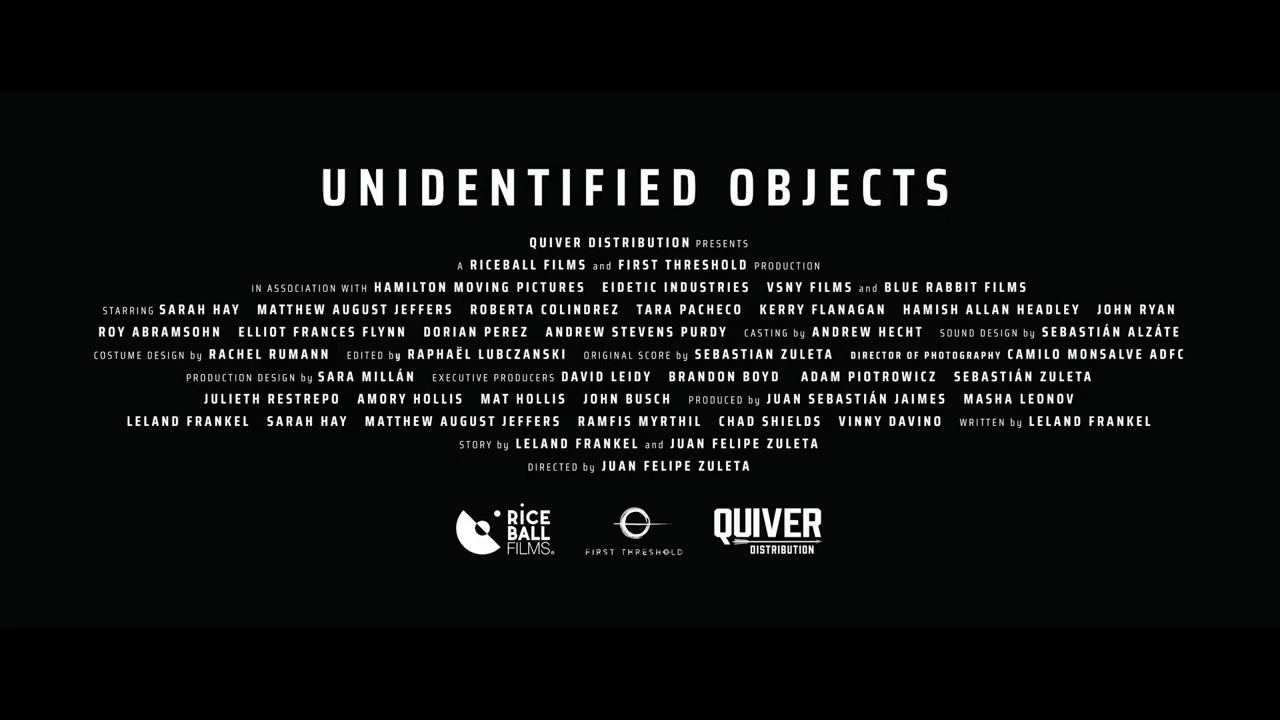 UNIDENTIFIED OBJECTS
QUIVER DISTRIBUTION PRESENTS
A RICEBALL FILMS and FIRST THRESHOLD PRODUCTION
IN ASSOCIATION WITH HAMILTON MOVING PICTURES EIDETIC INDUSTRIES VSNY FILMS and BLUE RABBIT FILMS
STARRING SARAH HAY MATTHEW AUGUST JEFFERS ROBERTA COLINDREZ TARA PACHECO KERRY FLANAGAN HAMISH ALLAN HEADLEY JOHN RYAN
ROY ABRAMSOHN ELLIOT FRANCES FLYNN DORIAN PEREZ ANDREW STEVENS PURDY CASTING by ANDREW HECHT SOUND DESIGN by SEBASTIÁN ALZÁTE
COSTUME DESIGN by RACHEL RUMANN EDITED by RAPHAËL LUBCZANSKI ORIGINAL SCORE by SEBASTIAN ZULETA DIRECTOR OF PHOTOGRAPHY CAMILO MONSALVE ADFC
PRODUCTION DESIGN by SARA MILLÁN EXECUTIVE PRODUCERS DAVID LEIDY BRANDON BOYD ADAM PIOTROWICZ SEBASTIÁN ZULETA
JULIETH RESTREPO AMORY HOLLIS MAT HOLLIS JOHN BUSCH PRODUCED by JUAN SEBASTIÁN JAIMES MASHA LEONOV
LELAND FRANKEL SARAH HAY MATTHEW AUGUST JEFFERS RAMFIS MYRTHIL CHAD SHIELDS VINNY DAVINO WRITTEN by LELAND FRANKEL
STORY by LELAND FRANKEL and JUAN FELIPE ZULETA
DIRECTED by JUAN FELIPE ZULETA
RICE
BALL
FILMS®
FIRST THRESHOLD
QUIVER
DISTRIBUTION